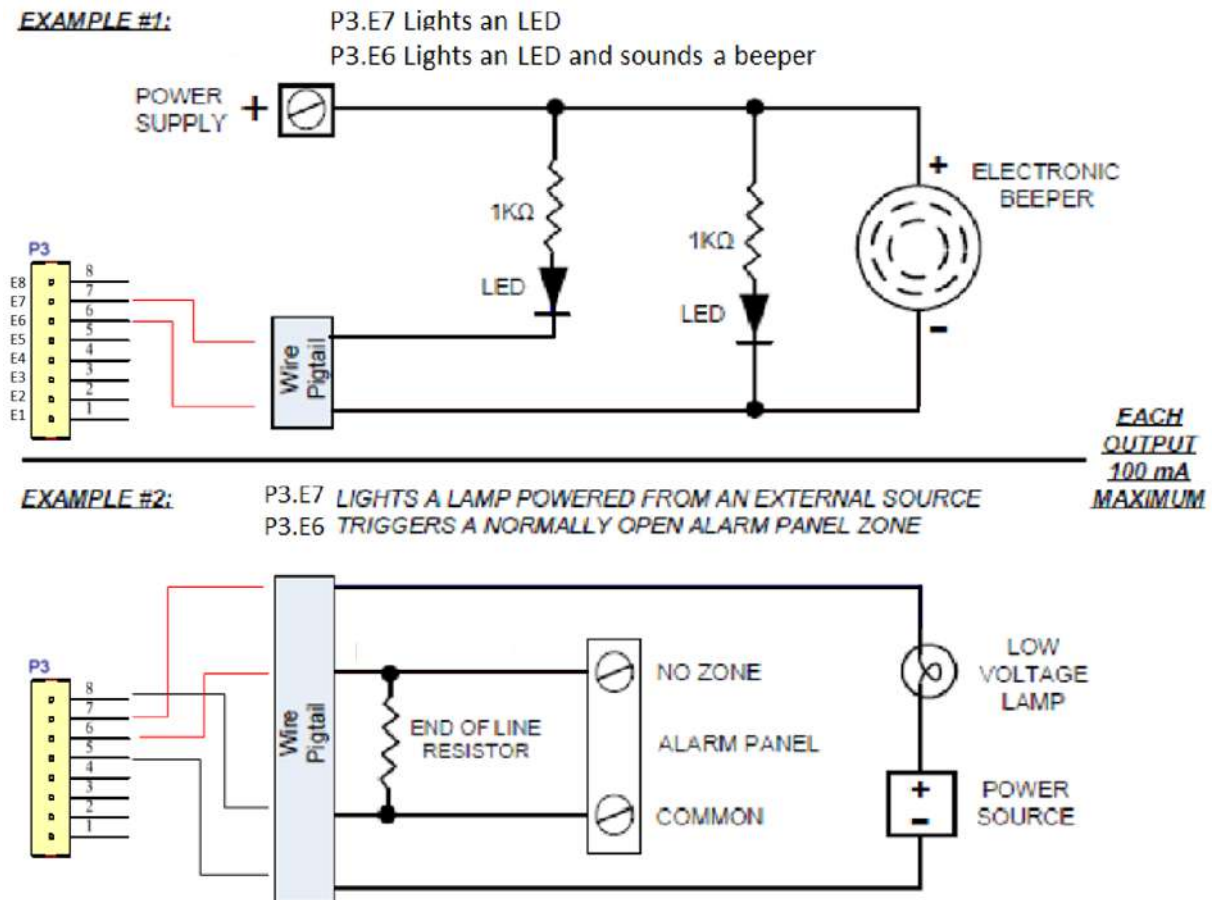 EXAMPLE #1:
P3.E7 Lights an LED
P3.E6 Lights an LED and sounds a beeper
POWER
SUPPLY
+
+
ELECTRONIC
BEEPER
-
1KΩ
LED
1KΩ
LED
P3
E8
E7
E6
E5
E4
E3
E2
E1
8
7
6
5
4
3
2
1
Wire
Pigtail
EACH
OUTPUT
100 mA
MAXIMUM
EXAMPLE #2:
P3.E7 LIGHTS A LAMP POWERED FROM AN EXTERNAL SOURCE
P3.E6 TRIGGERS A NORMALLY OPEN ALARM PANEL ZONE
P3
8
7
6
5
4
3
2
1
Wire
Pigtail
END OF LINE
RESISTOR
NO ZONE
ALARM PANEL
COMMON
LOW
VOLTAGE
LAMP
+
-
POWER
SOURCE